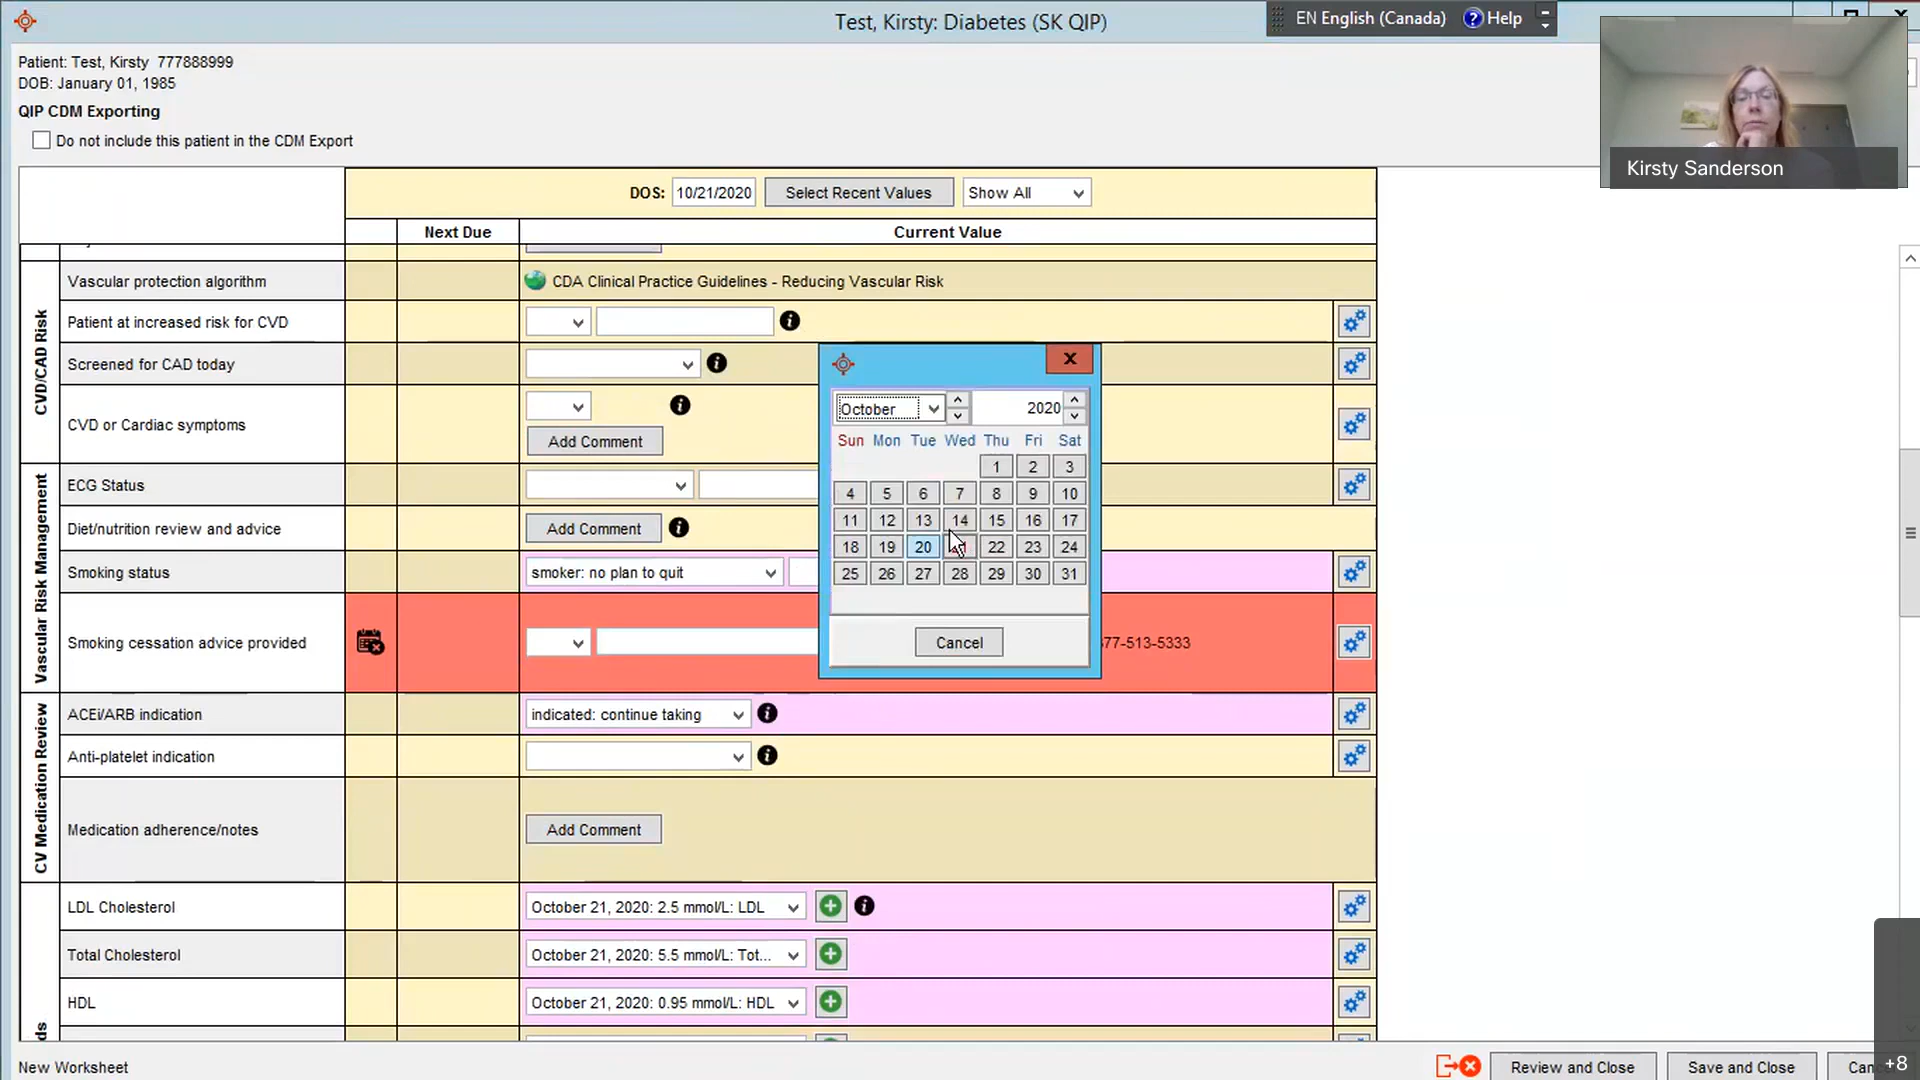 Test, Kirsty: Diabetes (SK QIP)
EN English (Canada) ? Help
Patient: Test, Kirsty 777888999
DOB: January 01, 1985
QIP CDM Exporting
Do not include this patient in the CDM Export
Kirsty Sanderson
DOS: 10/21/2020 Select Recent Values Show All
Next Due Current Value
CVD/CAD Risk
Vascular protection algorithm CDA Clinical Practice Guidelines - Reducing Vascular Risk
Patient at increased risk for CVD
Screened for CAD today
CVD or Cardiac symptoms
Add Comment
Vascular Risk Management
ECG Status
Diet/nutrition review and advice Add Comment
Smoking status smoker: no plan to quit
Smoking cessation advice provided 77-513-5333
October 2020
Sun Mon Tue Wed Thu Fri Sat
1 2 3
4 5 6 7 8 9 10
11 12 13 14 15 16 17
18 19 20 22 23 24
25 26 27 28 29 30 31
Cancel
CV Medication Review
ACEi/ARB indication indicated: continue taking
Anti-platelet indication
Medication adherence/notes Add Comment
ds
LDL Cholesterol October 21, 2020: 2.5 mmol/L: LDL
Total Cholesterol October 21, 2020: 5.5 mmol/L: Tot...
HDL October 21, 2020: 0.95 mmol/L: HDL
New Worksheet Review and Close Save and Close Canc
+8